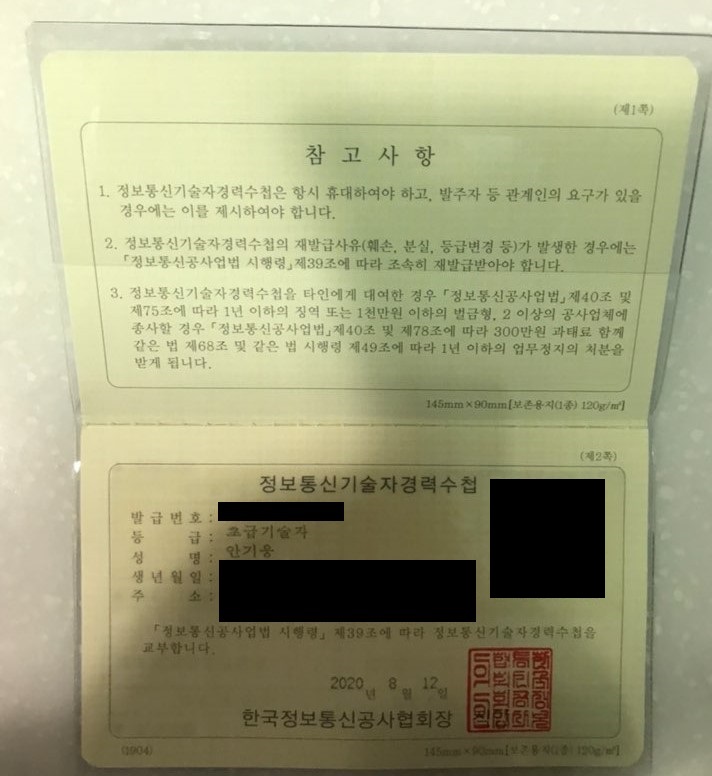 (제1쪽)
참 고 사 항
1. 정보통신기술자경력수첩은 항시 휴대하여야 하고, 발주자 등 관계인의 요구가 있을
경우에는 이를 제시하여야 합니다.
2. 정보통신기술자경력수첩의 재발급사유(훼손, 분실, 등급변경 등)가 발생한 경우에는
「정보통신공사업법 시행령」제39조에 따라 조속히 재발급받아야 합니다.
3. 정보통신기술자경력수첩을 타인에게 대여한 경우「정보통신공사업법」제40조 및
제75조에 따라 1년 이하의 징역 또는 1천만원 이하의 벌금형, 2 이상의 공사업체에
종사할 경우「정보통신공사업법」제40조 및 제78조에 따라 300만원 과태료 함께
같은 법 제68조 및 같은 법 시행령 제49조에 따라 1년 이하의 업무정지의 처분을
받게 됩니다.
145mm×90mm[보존용지(1종) 120g/㎡]
(제2쪽)
정보통신기술자경력수첩
발급번호 :
등 급 : 초급기술자
성 명 : 안기웅
생년월일 :
주 소 :
「정보통신공사업법 시행령」제39조에 따라 정보통신기술자경력수첩을
교부합니다.
2020년 8월 12일
한국정보통신공사협회장
(1904)
145mm×90mm[보존용지(1종) 120g/㎡]